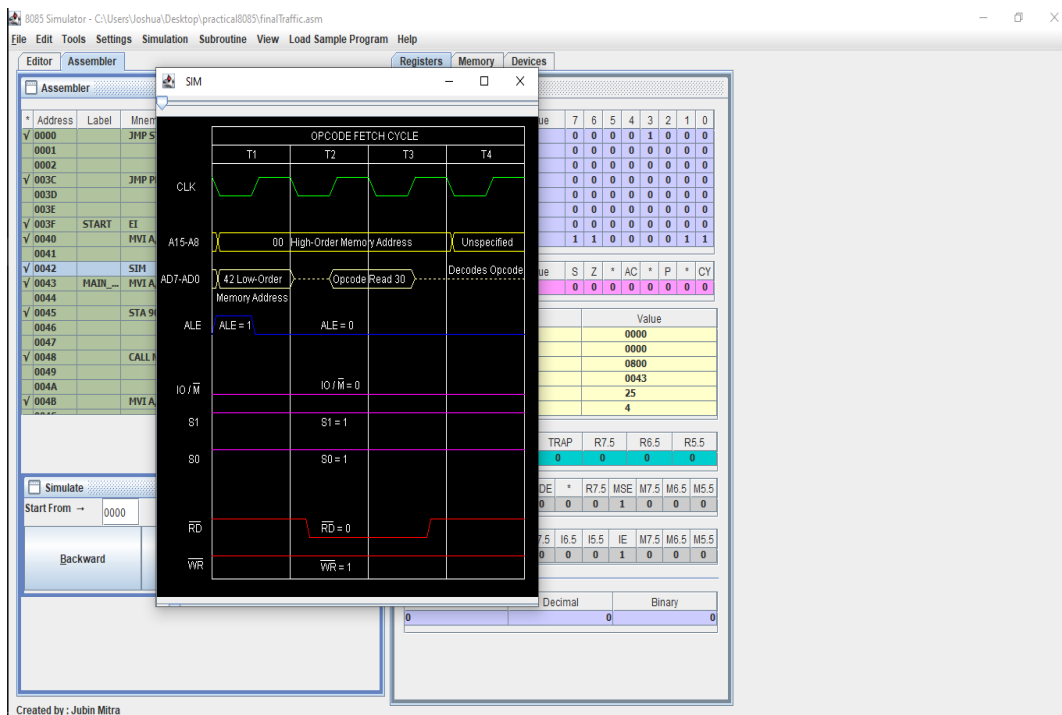 8085 Simulator - C:\Users\Joshua\Desktop\practical8085\finalTraffic.asm
File Edit Tools Settings Simulation Subroutine View Load Sample Program Help
Editor Assembler
Registers Memory Devices
Assembler
* Address Label Mnem
√ 0000 JMP S
0001
0002
√ 003C JMP P
003D
003E
√ 003F START EI
√ 0040 MVI A,
0041
√ 0042 SIM
√ 0043 MAIN_... MVI A,
0044
√ 0045 STA 90
0046
0047
√ 0048 CALL M
0049
004A
√ 004B MVI A,
SIM
OPCODE FETCH CYCLE
T1 T2 T3 T4
CLK
A15-A8 00 High-Order Memory Address Unspecified
AD7-AD0 42 Low-Order Opcode Read 30 Decodes Opcode
Memory Address
ALE ALE = 1 ALE = 0
IO / M̅ IO / M̅ = 0
S1 S1 = 1
S0 S0 = 1
R̅D̅ R̅D̅ = 0
W̅R̅ W̅R̅ = 1
ue 7 6 5 4 3 2 1 0
0 0 0 0 1 0 0 0
0 0 0 0 0 0 0 0
0 0 0 0 0 0 0 0
0 0 0 0 0 0 0 0
0 0 0 0 0 0 0 0
0 0 0 0 0 0 0 0
0 0 0 0 0 0 0 0
1 1 0 0 0 0 1 1
ue S Z * AC * P * CY
0 0 0 0 0 0 0 0
Value
0000
0000
0800
0043
25
4
TRAP R7.5 R6.5 R5.5
0 0 0 0
DE * R7.5 MSE M7.5 M6.5 M5.5
0 0 0 1 0 0 0
7.5 I6.5 I5.5 IE M7.5 M6.5 M5.5
0 0 0 1 0 0 0
Decimal Binary
0 0 0
Simulate
Start From → 0000
Backward
Created by : Jubin Mitra